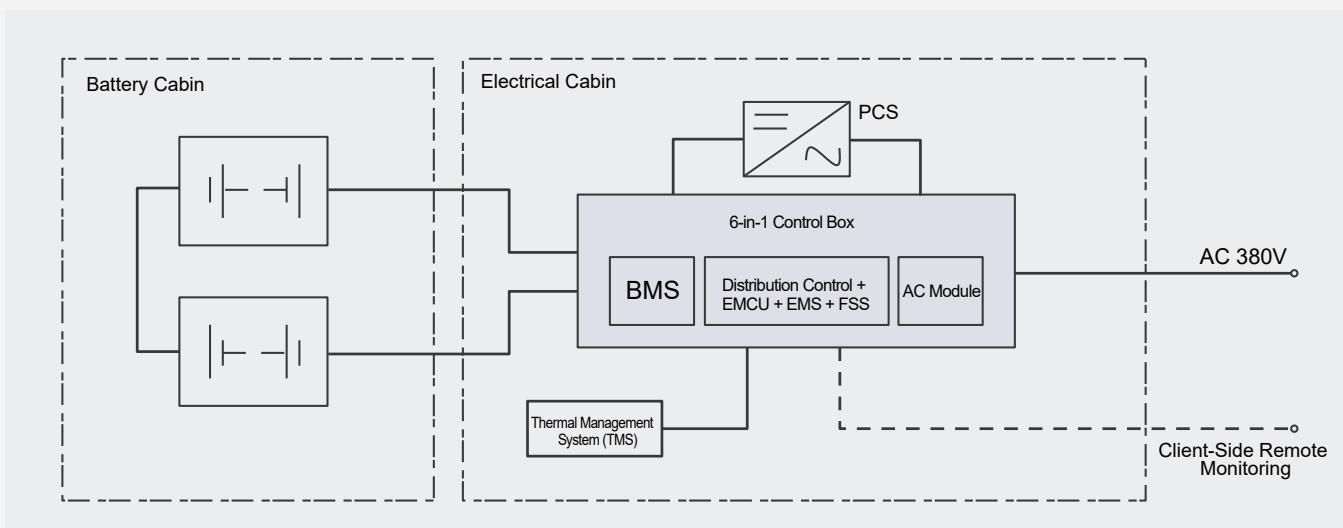 Battery Cabin
Electrical Cabin
PCS
6-in-1 Control Box
BMS
Distribution Control +
EMCU + EMS + FSS
AC Module
AC 380V
Thermal Management
System (TMS)
Client-Side Remote
Monitoring